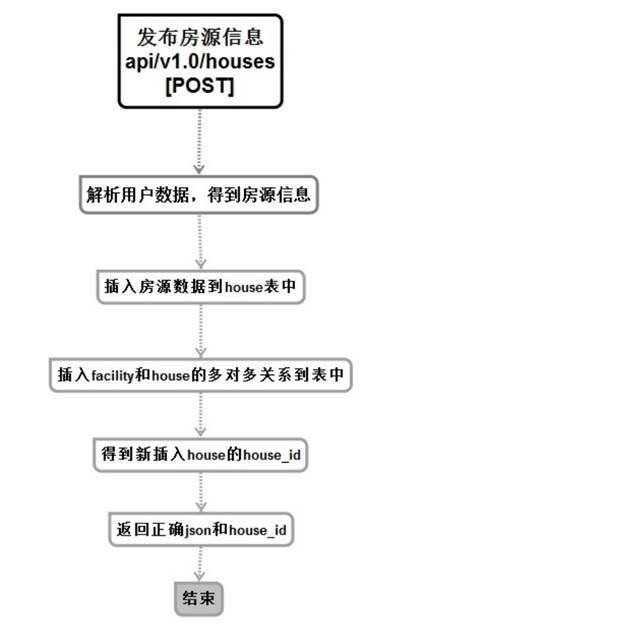 发布房源信息
api/v1.0/houses
[POST]
解析用户数据，得到房源信息
插入房源数据到house表中
插入facility和house的多对多关系到表中
得到新插入house的house_id
返回正确json和house_id
结束